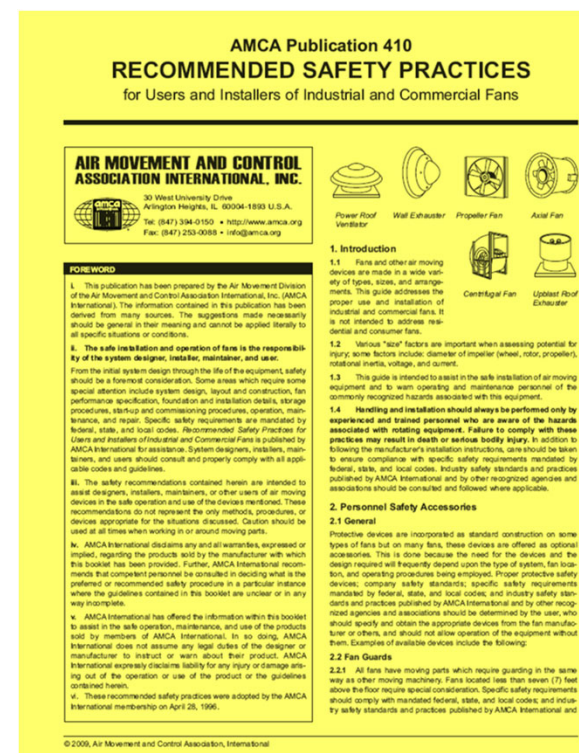 AMCA Publication 410
RECOMMENDED SAFETY PRACTICES
for Users and Installers of Industrial and Commercial Fans
AIR MOVEMENT AND CONTROL
ASSOCIATION INTERNATIONAL, INC.
amca
30 West University Drive
Arlington Heights, IL 60004-1893 U.S.A.
Tel: (847) 394-0150 • http://www.amca.org
Fax: (847) 253-0088 • info@amca.org
FOREWORD
i. This publication has been prepared by the Air Movement Division
of the Air Movement and Control Association International, Inc. (AMCA
International). The information contained in this publication has been
derived from many sources. The suggestions made necessarily
should be general in their meaning and cannot be applied literally to
all specific situations or conditions.
ii. The safe installation and operation of fans is the responsibil-
ity of the system designer, installer, maintainer, and user.
From the initial system design through the life of the equipment, safety
should be a foremost consideration. Some areas which require some
special attention include system design, layout and construction, fan
performance specification, foundation and installation details, storage
procedures, start-up and commissioning procedures, operation, main-
tenance, and repair. Specific safety requirements are mandated by
federal, state, and local codes. Recommended Safety Practices for
Users and Installers of Industrial and Commercial Fans is published by
AMCA International for assistance. System designers, installers, main-
tainers, and users should consult and properly comply with all appli-
cable codes and guidelines.
iii. The safety recommendations contained herein are intended to
assist designers, installers, maintainers, or other users of air moving
devices in the safe operation and use of the devices mentioned. These
recommendations do not represent the only methods, procedures, or
devices appropriate for the situations discussed. Caution should be
used at all times when working in or around moving parts.
iv. AMCA International disclaims any and all warranties, expressed or
implied, regarding the products sold by the manufacturer with which
this booklet has been provided. Further, AMCA International recom-
mends that competent personnel be consulted in deciding what is the
preferred or recommended safety procedure in a particular instance
where the guidelines contained in this booklet are unclear or in any
way incomplete.
v. AMCA International has offered the information within this booklet
to assist in the safe operation, maintenance, and use of the products
sold by members of AMCA International. In so doing, AMCA
International does not assume any legal duties of the designer or
manufacturer to instruct or warn about their product. AMCA
International expressly disclaims liability for any injury or damage aris-
ing out of the operation or use of the product or the guidelines
contained herein.
vi. These recommended safety practices were adopted by the AMCA
International membership on April 28, 1996.
Power Roof
Ventilator
Wall Exhauster
Propeller Fan
Axial Fan
Centrifugal Fan
Upblast Roof
Exhauster
1. Introduction
1.1 Fans and other air moving
devices are made in a wide vari-
ety of types, sizes, and arrange-
ments. This guide addresses the
proper use and installation of
industrial and commercial fans. It
is not intended to address resi-
dential and consumer fans.
1.2 Various "size" factors are important when assessing potential for
injury; some factors include: diameter of impeller (wheel, rotor, propeller),
rotational inertia, voltage, and current.
1.3 This guide is intended to assist in the safe installation of air moving
equipment and to warn operating and maintenance personnel of the
commonly recognized hazards associated with this equipment.
1.4 Handling and installation should always be performed only by
experienced and trained personnel who are aware of the hazards
associated with rotating equipment. Failure to comply with these
practices may result in death or serious bodily injury. In addition to
following the manufacturer's installation instructions, care should be taken
to ensure compliance with specific safety requirements mandated by
federal, state, and local codes. Industry safety standards and practices
published by AMCA International and by other recognized agencies and
associations should be consulted and followed where applicable.
2. Personnel Safety Accessories
2.1 General
Protective devices are incorporated as standard construction on some
types of fans but on many fans, these devices are offered as optional
accessories. This is done because the need for the devices and the
design required will frequently depend upon the type of system, fan loca-
tion, and operating procedures being employed. Proper protective safety
devices; company safety standards; specific safety requirements
mandated by federal, state, and local codes; and industry safety stan-
dards and practices published by AMCA International and by other recog-
nized agencies and associations should be determined by the user, who
should specify and obtain the appropriate devices from the fan manufac-
turer or others, and should not allow operation of the equipment without
them. Examples of available devices include the following:
2.2 Fan Guards
2.2.1 All fans have moving parts which require guarding in the same
way as other moving machinery. Fans located less than seven (7) feet
above the floor require special consideration. Specific safety requirements
should comply with mandated federal, state, and local codes; and indus-
try safety standards and practices published by AMCA International and
© 2009, Air Movement and Control Association, International